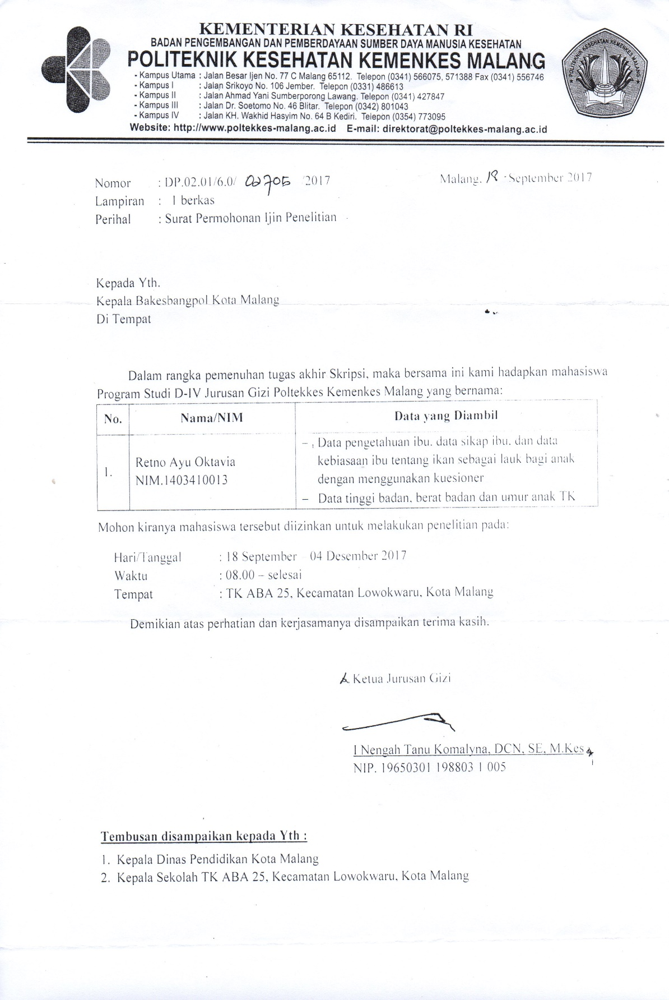 KEMENTERIAN KESEHATAN RI
BADAN PENGEMBANGAN DAN PEMBERDAYAAN SUMBER DAYA MANUSIA KESEHATAN
POLITEKNIK KESEHATAN KEMENKES MALANG
- Kampus Utama : Jalan Besar Ijen No. 77 C Malang 65112. Telepon (0341) 566075, 571388 Fax (0341) 556746
- Kampus I : Jalan Srikoyo No. 106 Jember. Telepon (0331) 486613
- Kampus II : Jalan Ahmad Yani Sumberporong Lawang. Telepon (0341) 427847
- Kampus III : Jalan Dr. Soetomo No. 46 Blitar. Telepon (0342) 801043
- Kampus IV : Jalan KH. Wakhid Hasyim No. 64 B Kediri. Telepon (0354) 773095
Website: http://www.poltekkes-malang.ac.id E-mail: direktorat@poltekkes-malang.ac.id
POLITEKNIK KESEHATAN KEMENKES MALANG
Nomor : DP.02.01/6.0/ /2017
Malang, 18 September 2017
Lampiran : 1 berkas
Perihal : Surat Permohonan Ijin Penelitian
Kepada Yth.
Kepala Bakesbangpol Kota Malang
Di Tempat
Dalam rangka pemenuhan tugas akhir Skripsi, maka bersama ini kami hadapkan mahasiswa
Program Studi D-IV Jurusan Gizi Poltekkes Kemenkes Malang yang bernama:
No. Nama/NIM Data yang Diambil
1. Retno Ayu Oktavia
NIM.1403410013
– Data pengetahuan ibu, data sikap ibu, dan data
kebiasaan ibu tentang ikan sebagai lauk bagi anak
dengan menggunakan kuesioner
– Data tinggi badan, berat badan dan umur anak TK
Mohon kiranya mahasiswa tersebut diizinkan untuk melakukan penelitian pada:
Hari/Tanggal : 18 September – 04 Desember 2017
Waktu : 08.00 – selesai
Tempat : TK ABA 25, Kecamatan Lowokwaru, Kota Malang
Demikian atas perhatian dan kerjasamanya disampaikan terima kasih.
Ketua Jurusan Gizi
I Nengah Tanu Komalyna, DCN, SE, M.Kes
NIP. 19650301 198803 1 005
Tembusan disampaikan kepada Yth :
1. Kepala Dinas Pendidikan Kota Malang
2. Kepala Sekolah TK ABA 25, Kecamatan Lowokwaru, Kota Malang